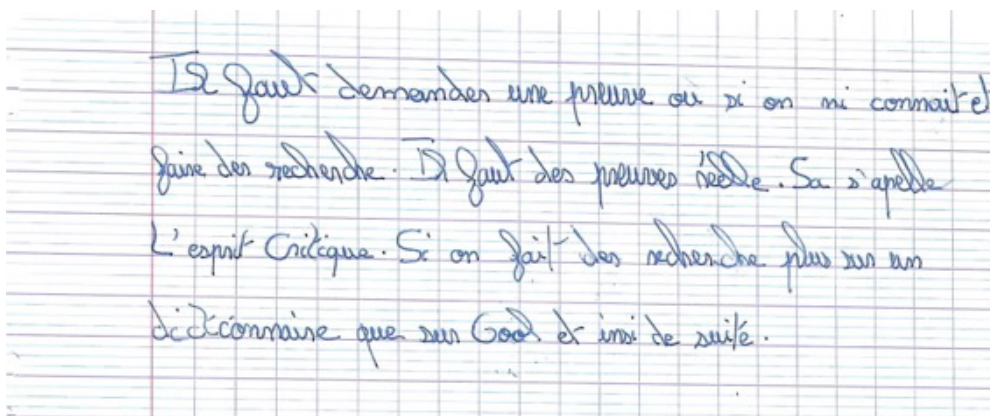 Il faut demander une preuve ou si on ni connait et
faire des recherche. Il faut des preuves réelle. Sa s'apelle
L'esprit Critique. Si on fait des recherche plus sur un
dictionnaire que sur Gool et insi de suite.